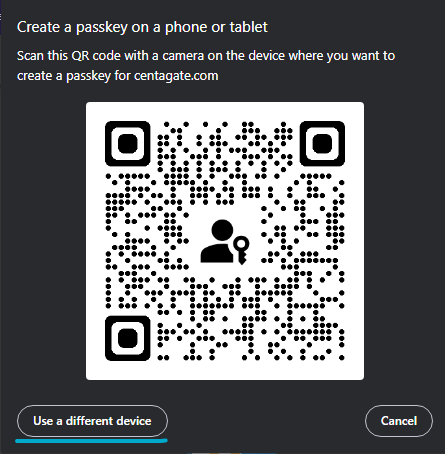 Create a passkey on a phone or tablet
Scan this QR code with a camera on the device where you want to
create a passkey for centagate.com
Use a different device
Cancel